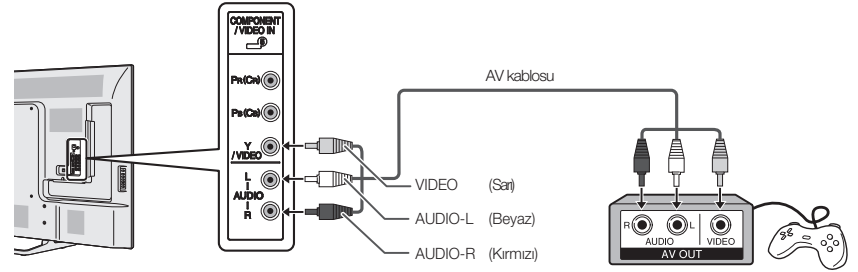 COMPONENT
/VIDEO IN
PR(CR)
PB(CB)
Y
/VIDEO
L
AUDIO
R
AV kablosu
VIDEO (Sarı)
AUDIO-L (Beyaz)
AUDIO-R (Kırmızı)
R L
AUDIO VIDEO
AV OUT